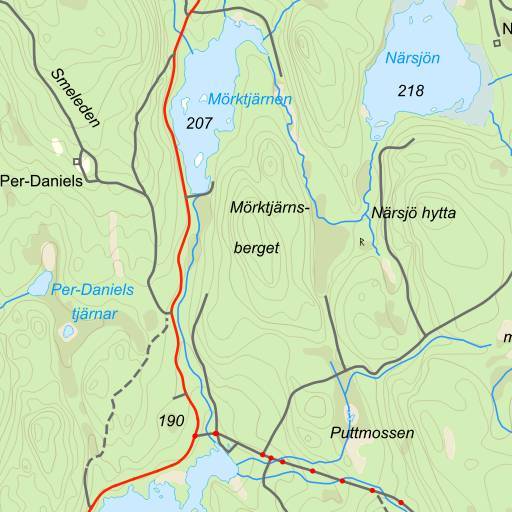 Smeleden
Närsjön
218
Mörktjärnen
207
N
Per-Daniels
Mörktjärns-
berget
Närsjö hytta
R
Per-Daniels
tjärnar
m
190
Puttmossen